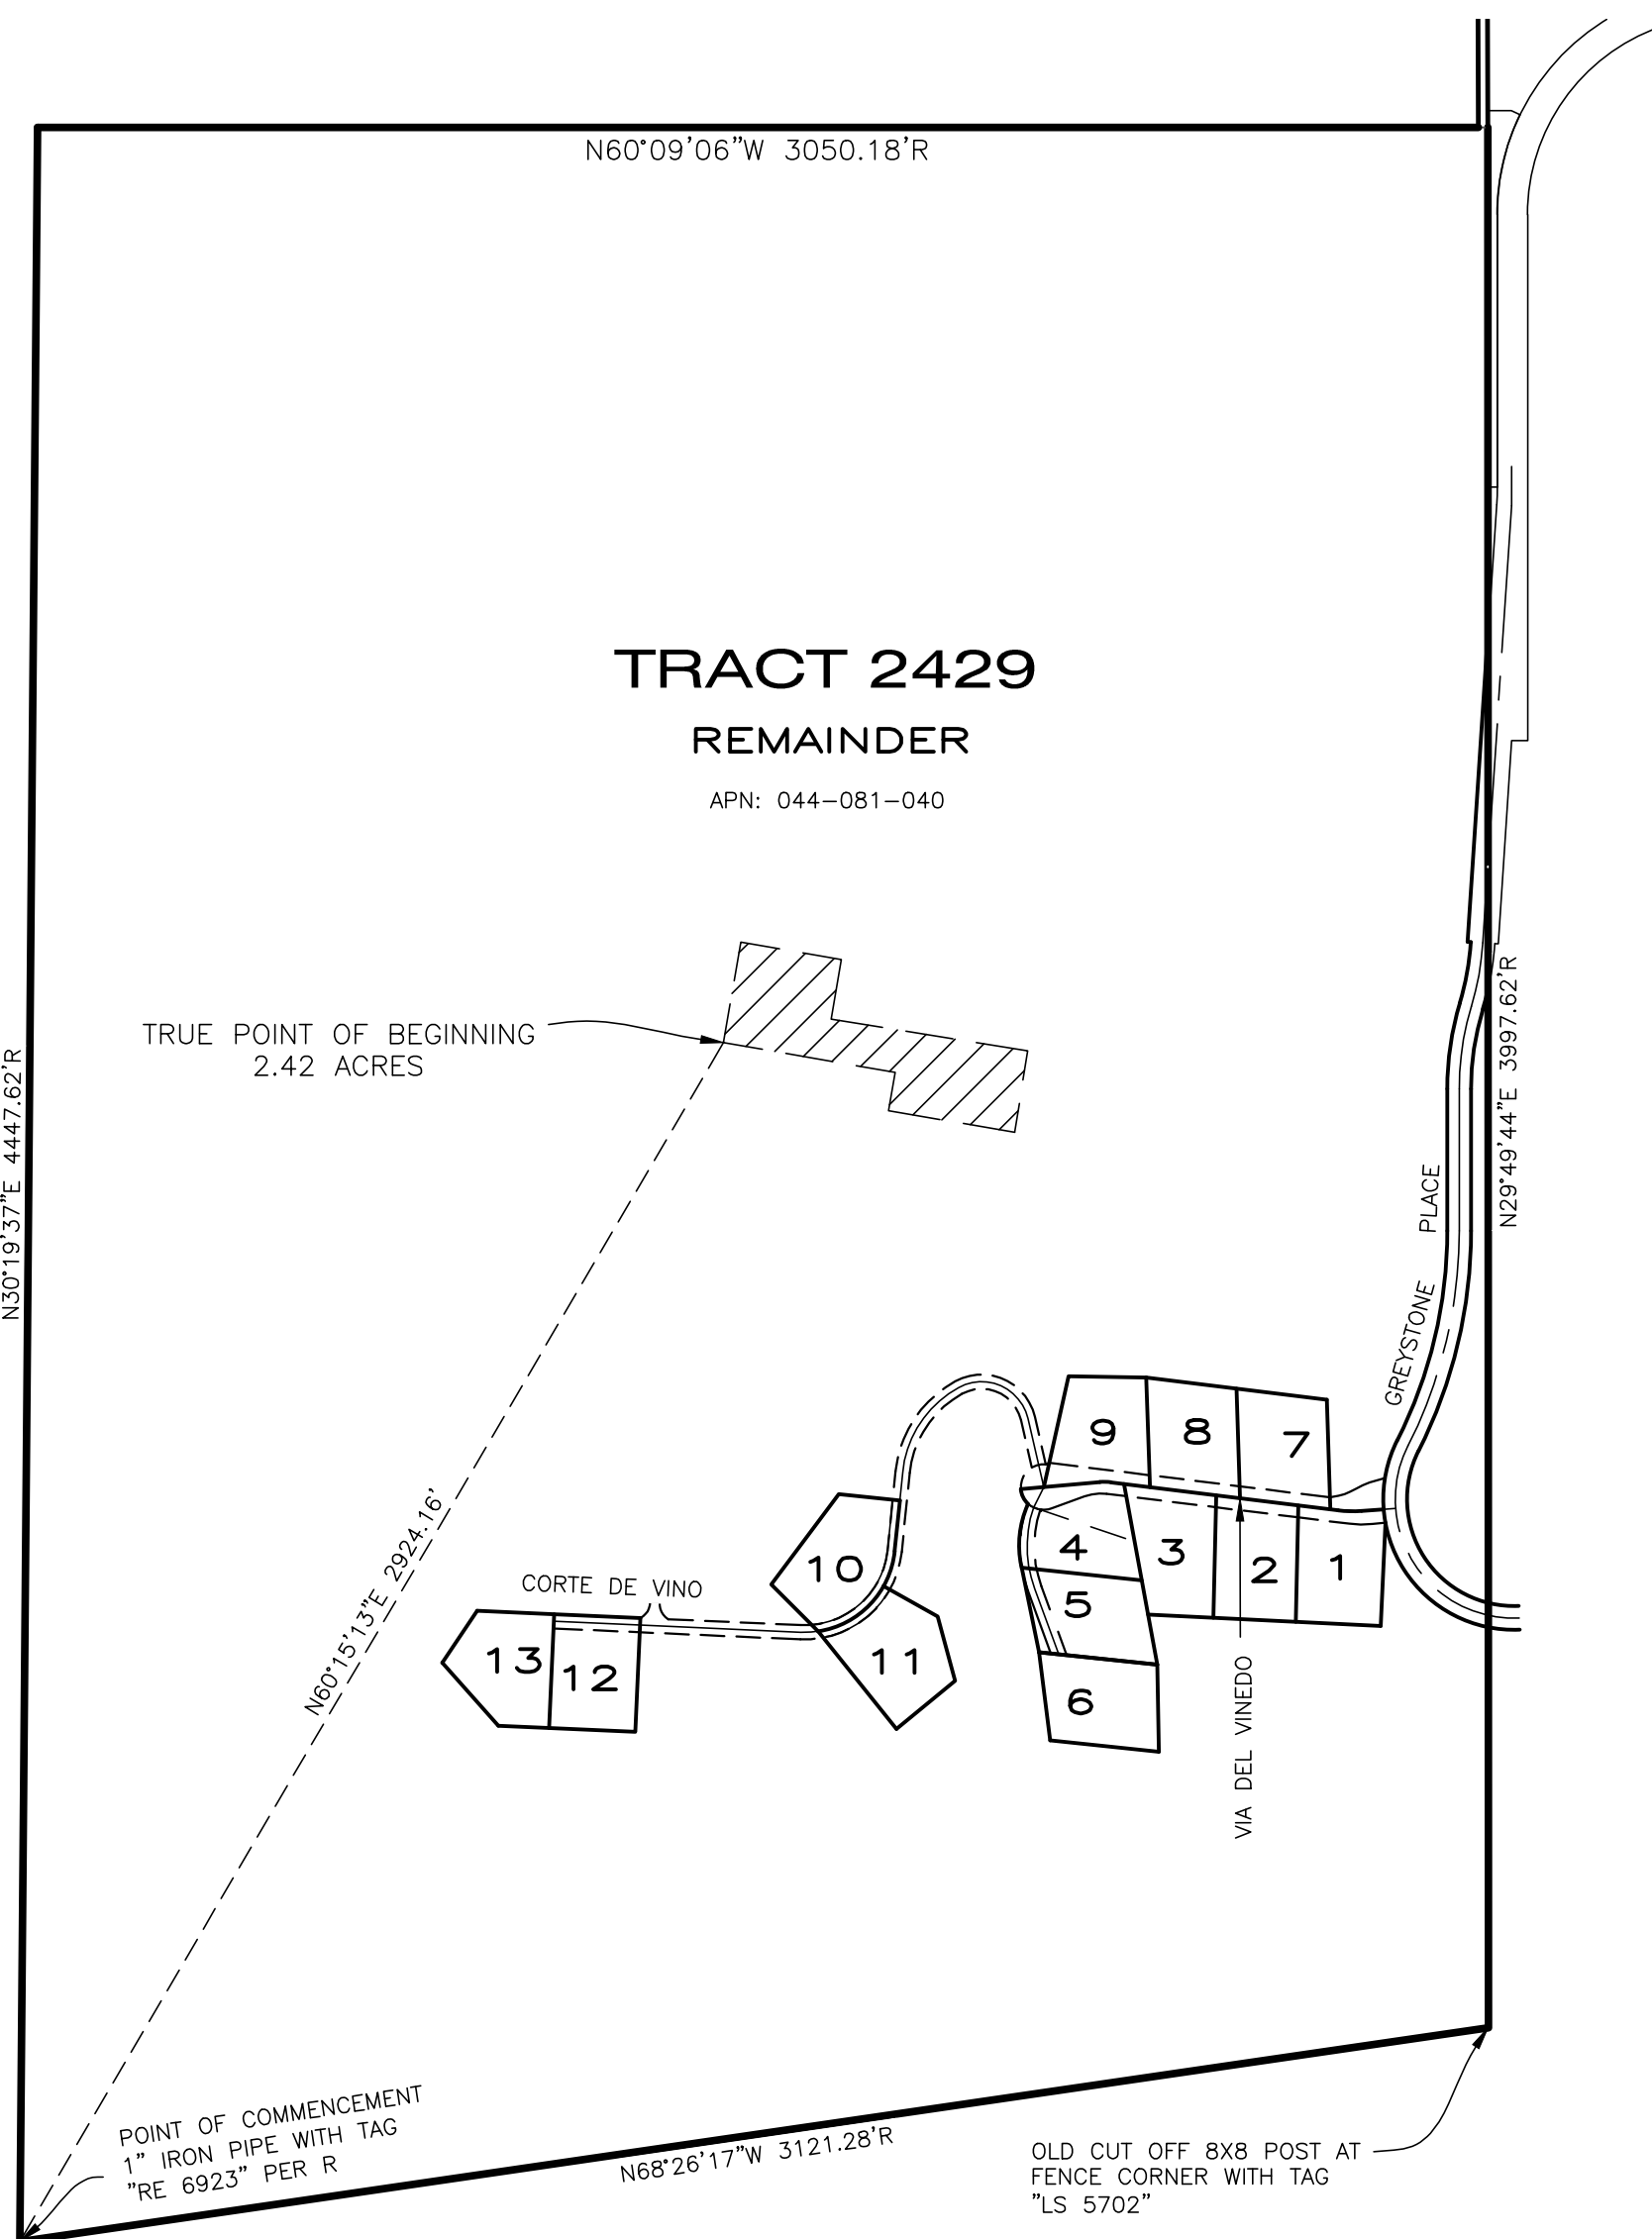 N60°09'06"W 3050.18'R
TRACT 2429
REMAINDER
APN: 044-081-040
TRUE POINT OF BEGINNING
2.42 ACRES
N30°19'37"E 4447.62'R
N29°49'44"E 3997.62'R
GREYSTONE PLACE
N60°15'13"E 2924.16'
9
8
7
10
4
3
2
1
CORTE DE VINO
5
13
12
11
6
VIA DEL VINEDO
POINT OF COMMENCEMENT
1" IRON PIPE WITH TAG
"RE 6923" PER R
N68°26'17"W 3121.28'R
OLD CUT OFF 8X8 POST AT
FENCE CORNER WITH TAG
"LS 5702"